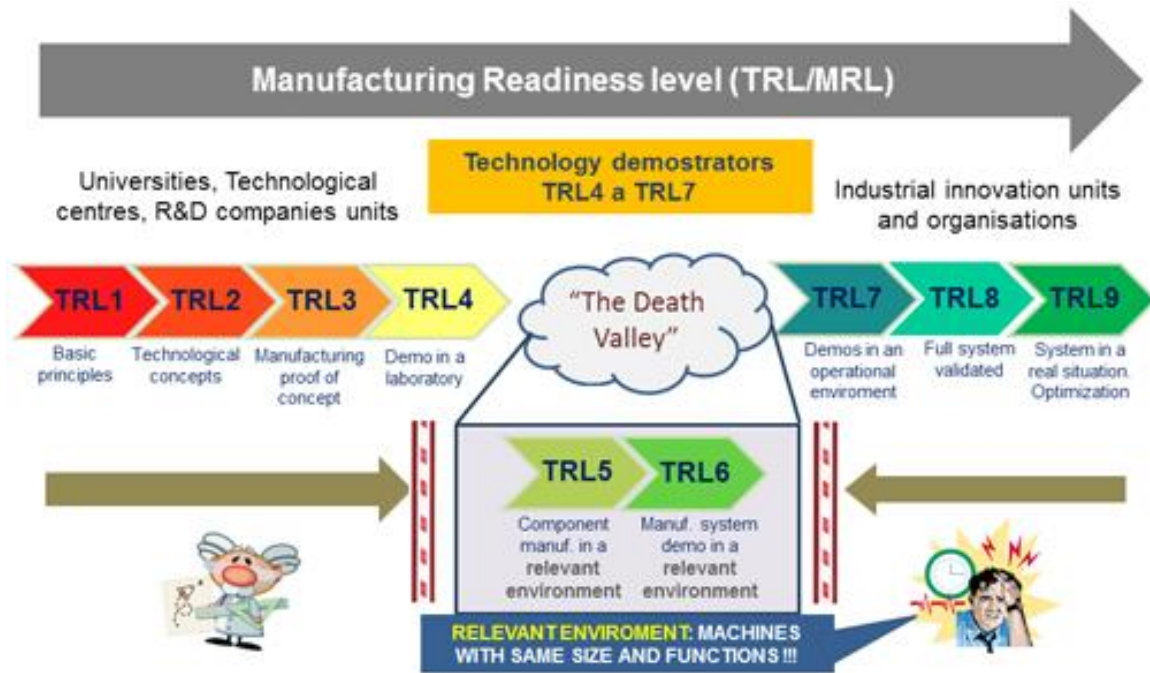 Manufacturing Readiness level (TRL/MRL)
Technology demostrators
TRL4 a TRL7
Universities, Technological
centres, R&D companies units
Industrial innovation units
and organisations
TRL1
TRL2
TRL3
TRL4
"The Death
Valley"
TRL7
TRL8
TRL9
Basic
principles
Technological
concepts
Manufacturing
proof of
concept
Demo in a
laboratory
Demos in an
operational
enviroment
Full system
validated
System in a
real situation.
Optimization
TRL5
TRL6
Component
manuf. in a
relevant
environment
Manuf. system
demo in a
relevant
environment
RELEVANT ENVIROMENT: MACHINES
WITH SAME SIZE AND FUNCTIONS !!!